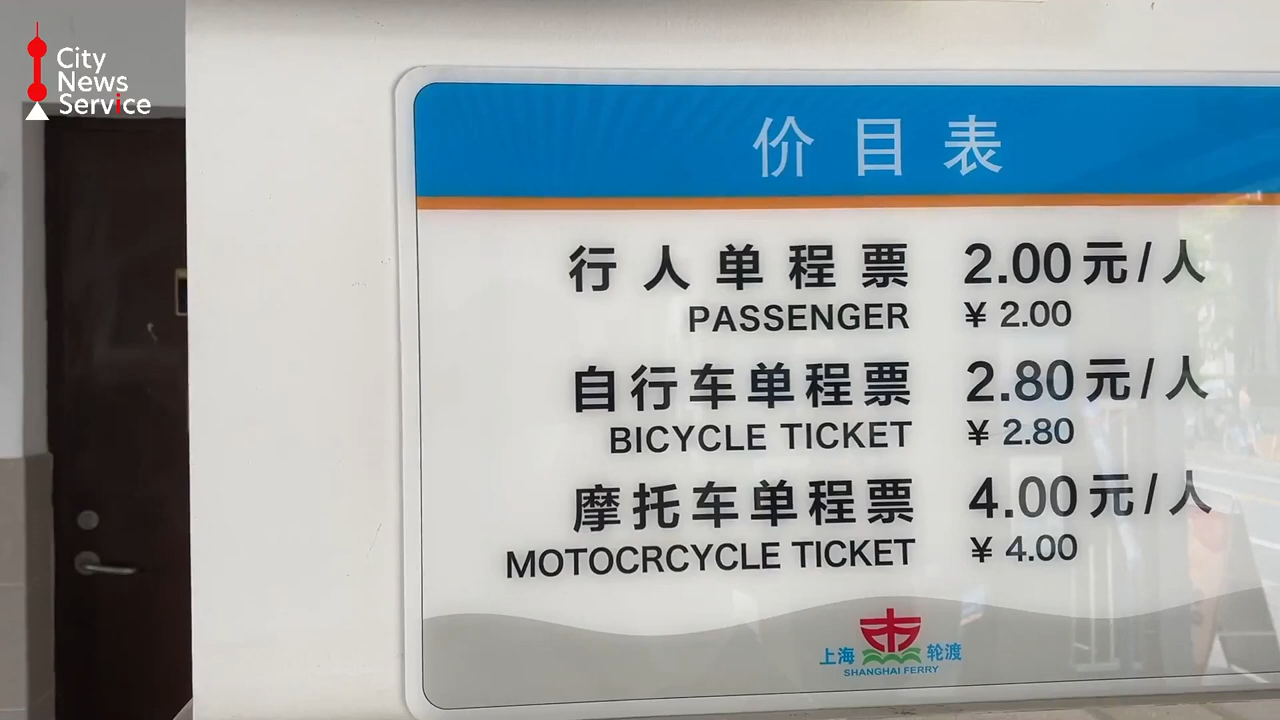 City
News
Service
价目表
行人单程票 2.00元/人
PASSENGER ¥ 2.00
自行车单程票 2.80元/人
BICYCLE TICKET ¥ 2.80
摩托车单程票 4.00元/人
MOTOCRCYCLE TICKET ¥ 4.00
上海 轮渡
SHANGHAI FERRY